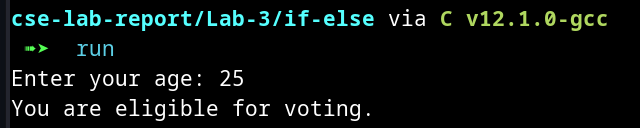 cse-lab-report/Lab-3/if-else via C v12.1.0-gcc
➠➤ run
Enter your age: 25
You are eligible for voting.